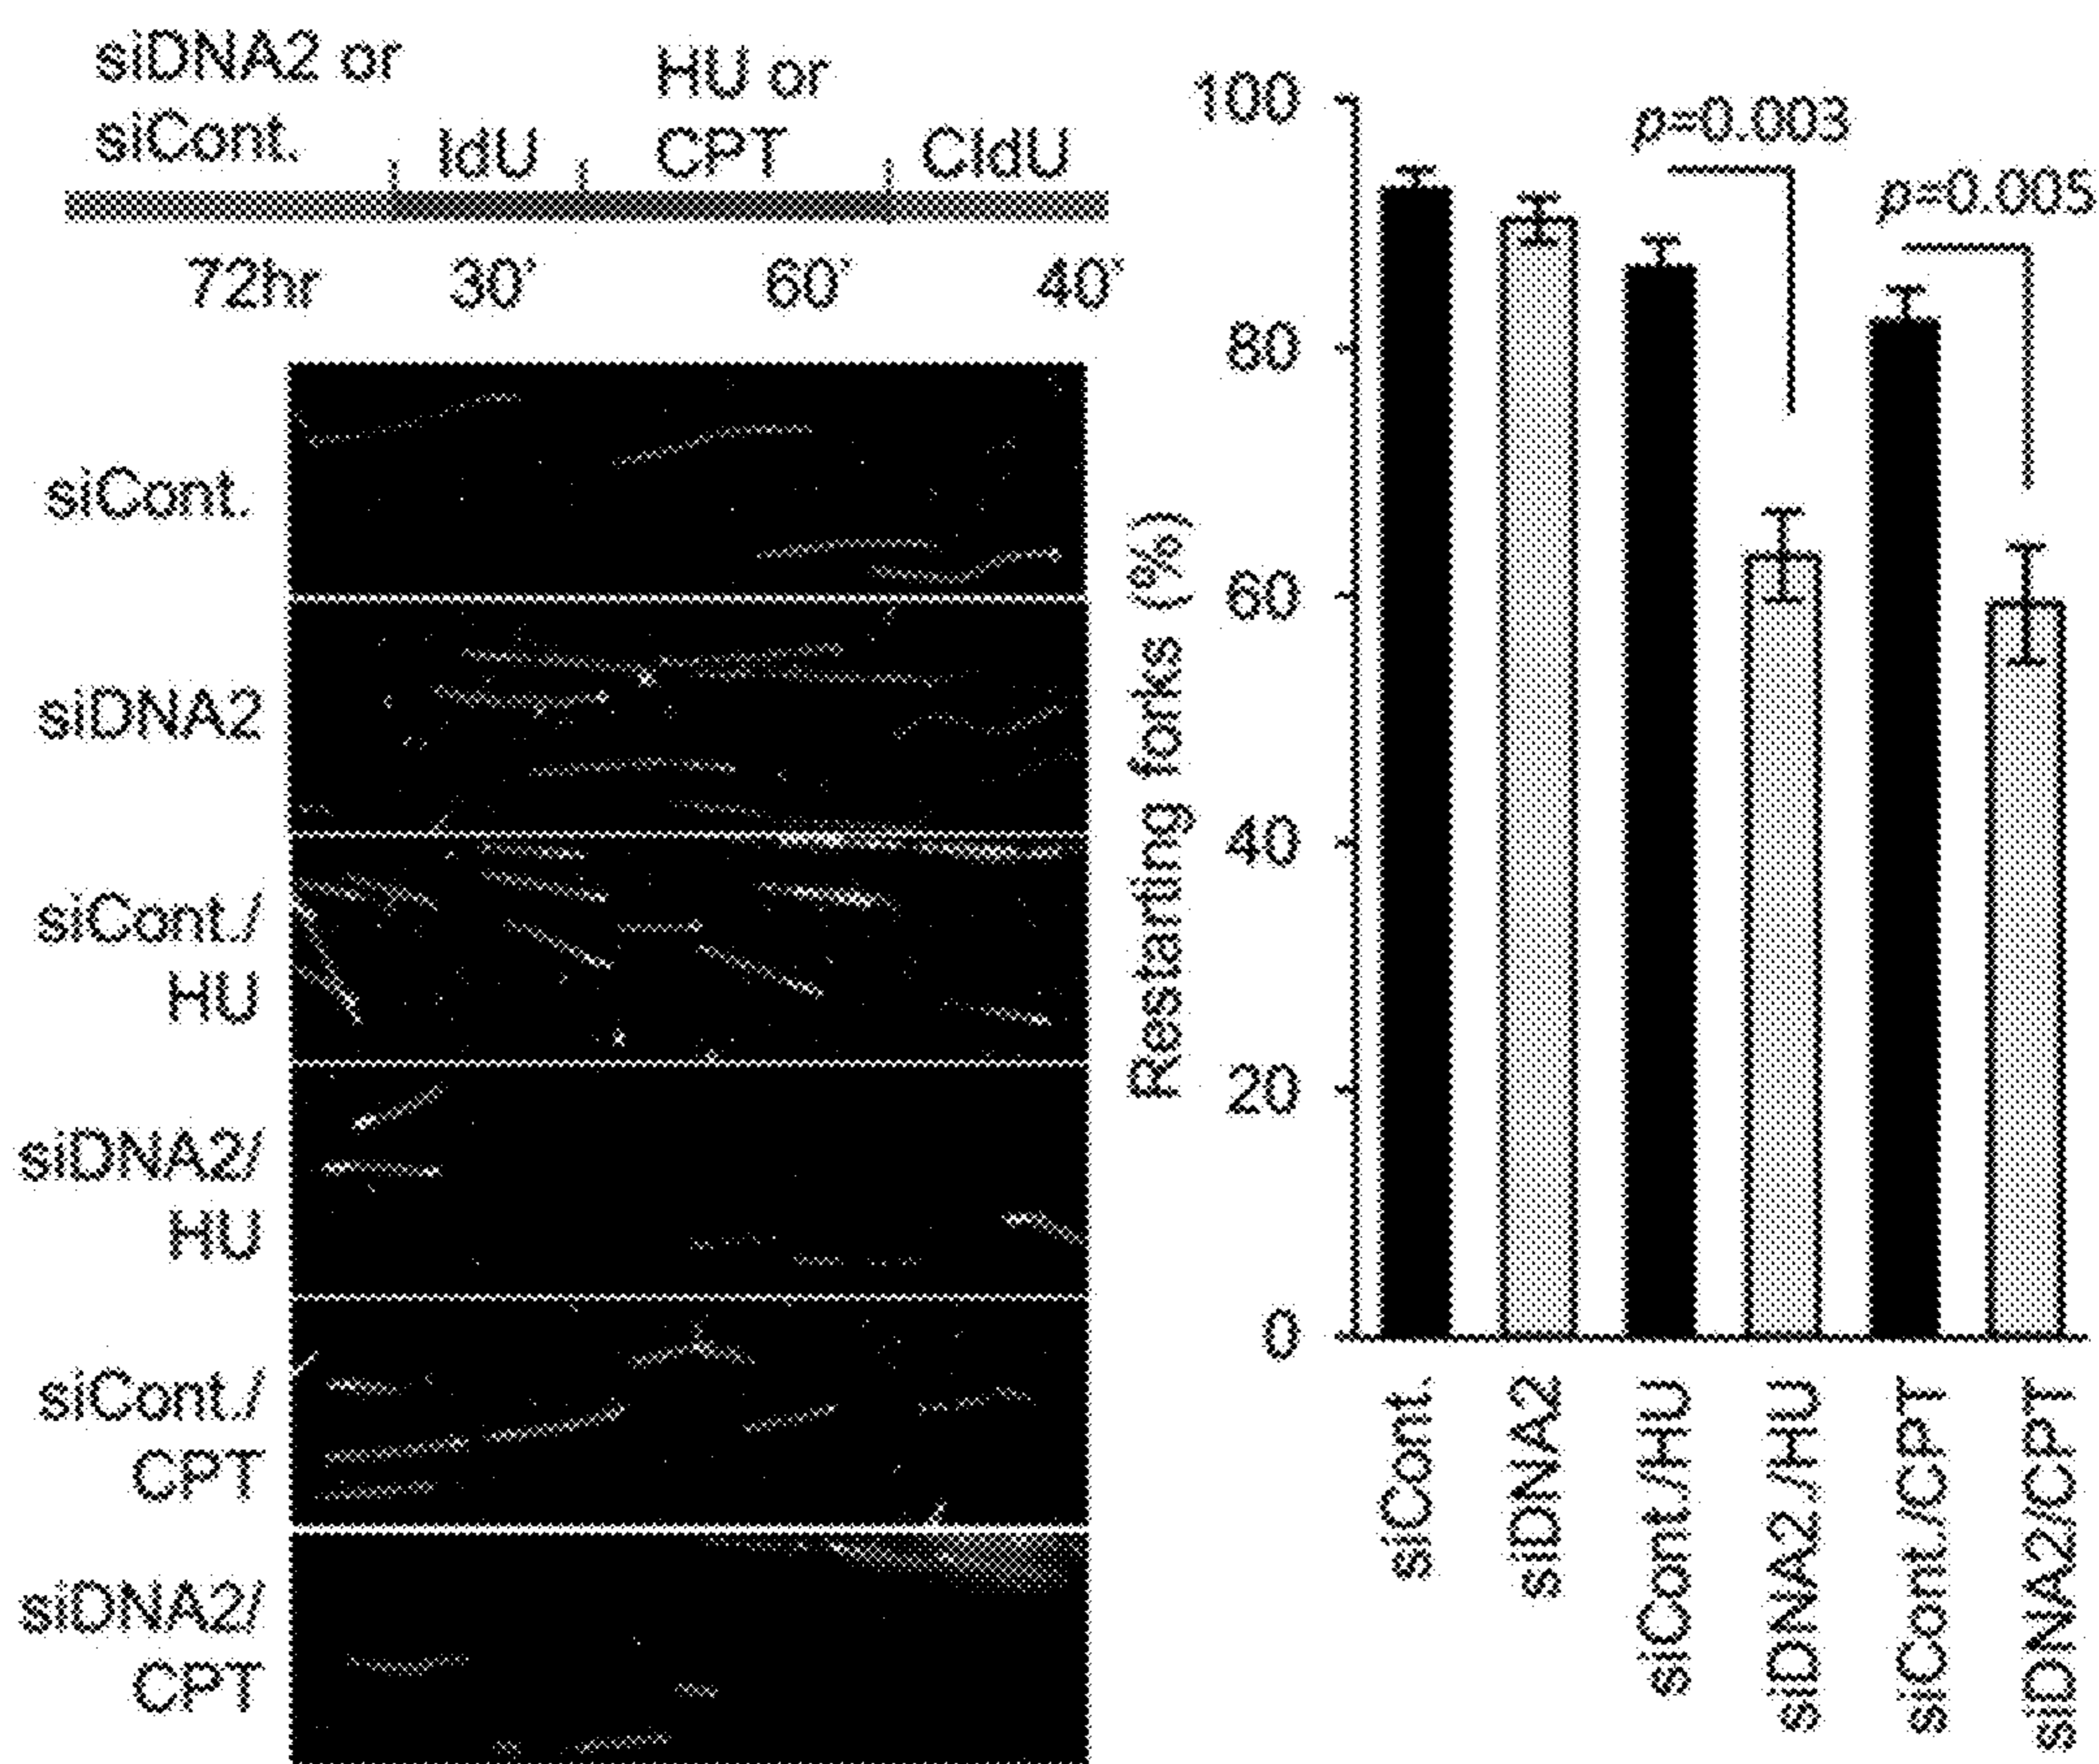 siDNA2 or
siCont.
IdU
HU or
CPT
CldU
72hr
30'
60'
40'
siCont.
siDNA2
siCont./
HU
siDNA2/
HU
siCont./
CPT
siDNA2/
CPT
Restarting forks (%)
100
80
60
40
20
0
p=0.003
p=0.005
siCont.
siDNA2
siCont./HU
siDNA2 /HU
siCont./CPT
siDNA2/CPT